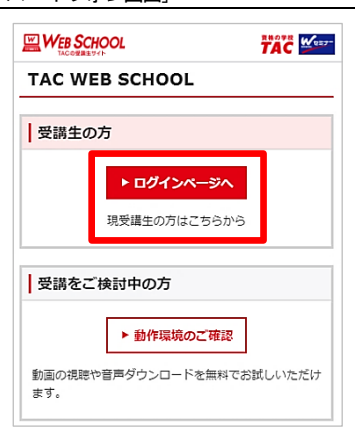 WEB SCHOOL
TACの受講生サイト
資格の学校
TAC
Wセミナー
TAC WEB SCHOOL
受講生の方
ログインページへ
現受講生の方はこちらから
受講をご検討中の方
動作環境のご確認
動画の視聴や音声ダウンロードを無料でお試しいただけ
ます。